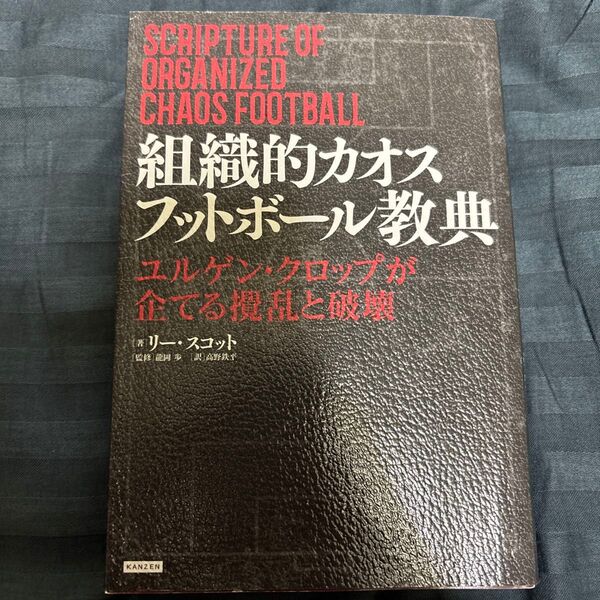 SCRIPTURE OF
ORGANIZED
CHAOS FOOTBALL
組織的カオス
フットボール教典
ユルゲン・クロップが
企てる攪乱と破壊
[著] リー・スコット
[監修] 龍岡 歩 [訳] 高野鉄平
KANZEN